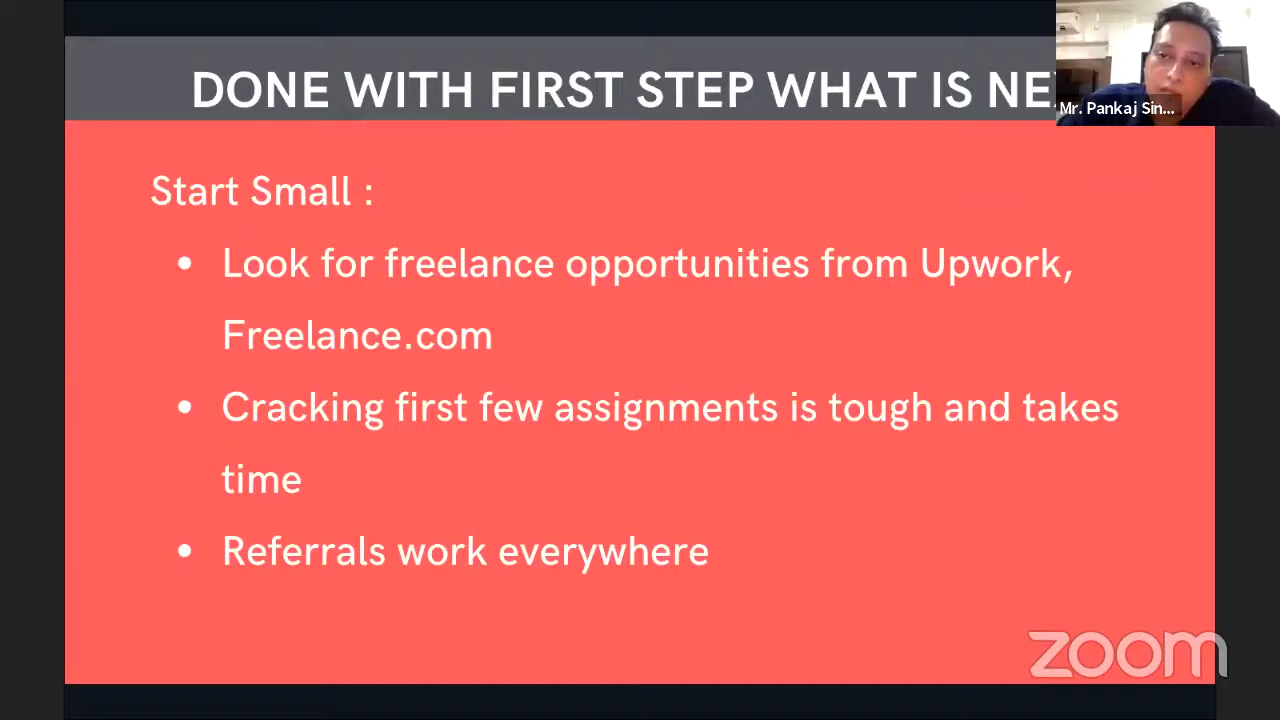 DONE WITH FIRST STEP WHAT IS
Mr. Pankaj Sin...
Start Small :
• Look for freelance opportunities from Upwork,
Freelance.com
• Cracking first few assignments is tough and takes
time
• Referrals work everywhere
zoom